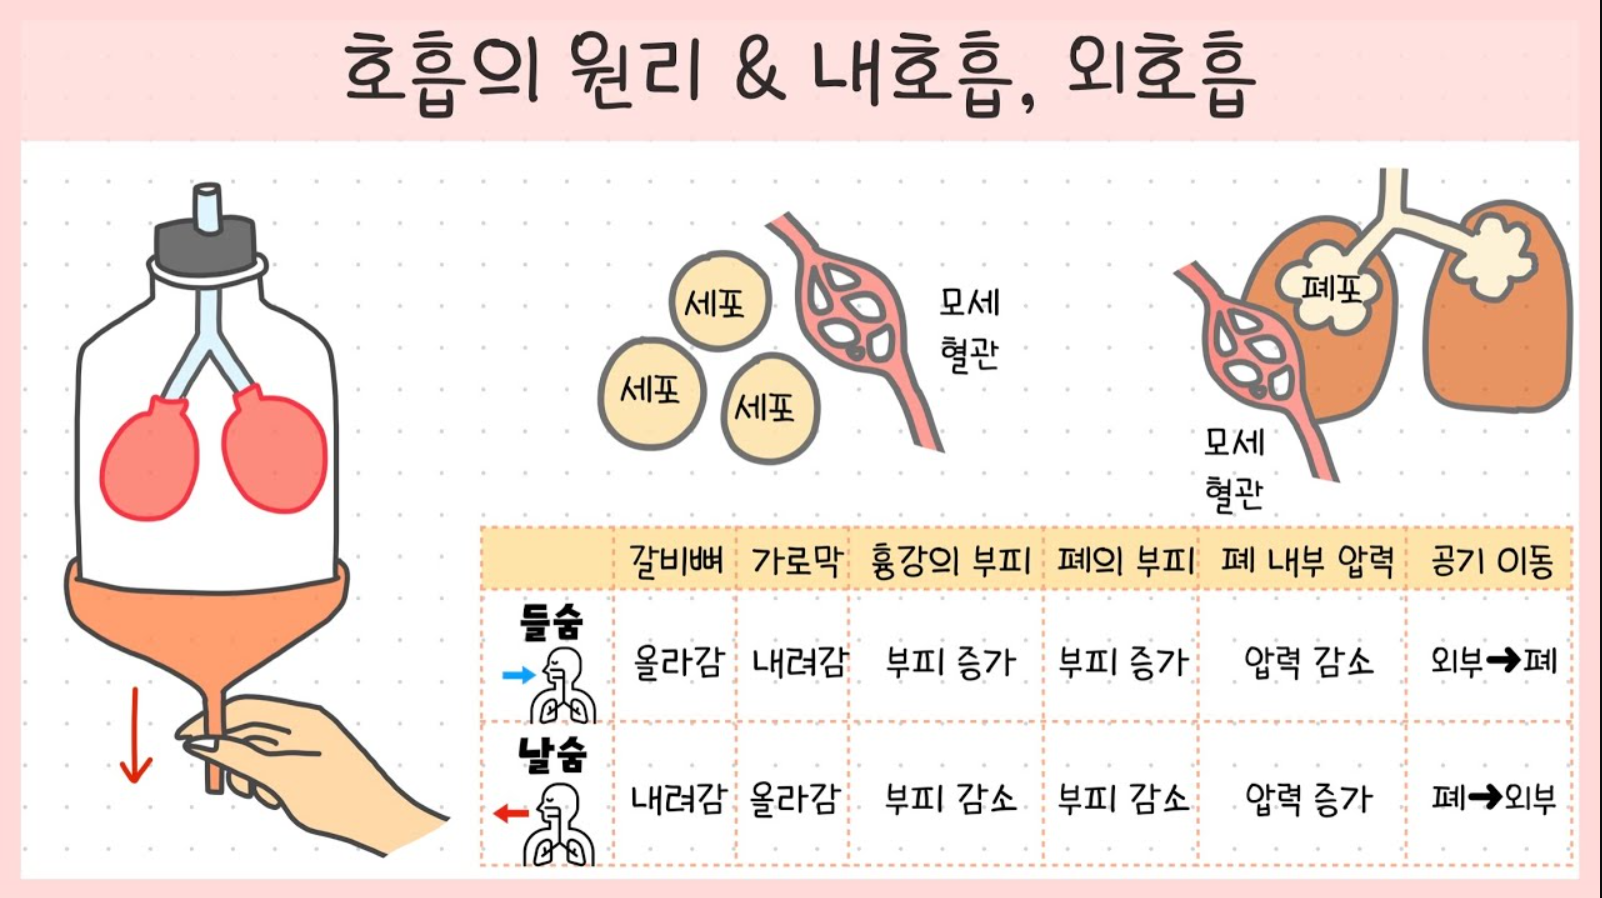 호흡의 원리 & 내호흡, 외호흡
세포
세포
세포
모세
혈관
폐포
모세
혈관
갈비뼈 가로막 흉강의 부피 폐의 부피 폐 내부 압력 공기 이동
들숨
올라감 내려감 부피 증가 부피 증가 압력 감소 외부➜폐
날숨
내려감 올라감 부피 감소 부피 감소 압력 증가 폐➜외부